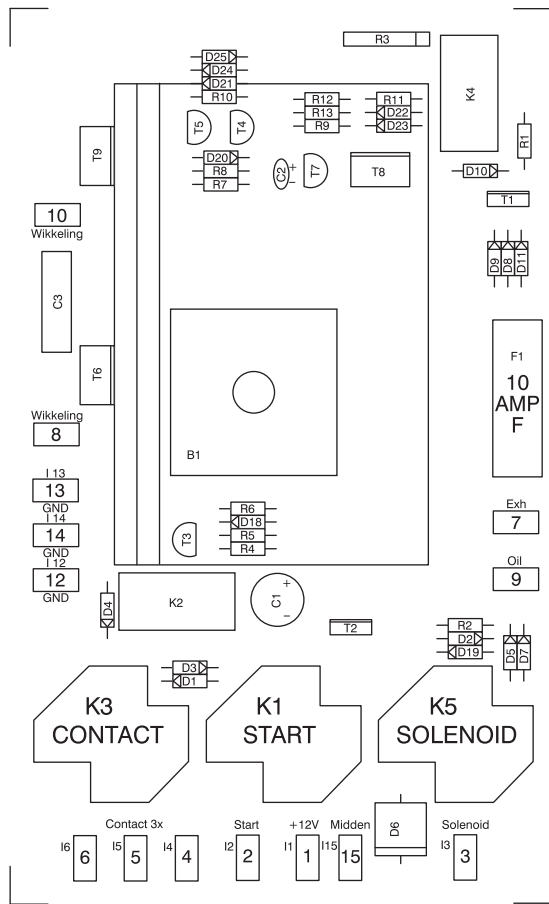 R3
D25
D24
D21
R10
K4
T5
T4
R12
R13
R9
R11
D22
D23
R1
T9
D20
R8
R7
C2
+
-
T7
T8
D10
T1
10
Wikkeling
C3
D9
D8
D11
T6
F1
10
AMP
F
Wikkeling
8
B1
I 13
13
GND
I 14
14
GND
I 12
12
GND
R6
D18
R5
R4
T3
Exh
7
Oil
9
D4
K2
C1
+
-
T2
R2
D2
D19
D5
D7
D3
D1
K3
CONTACT
K1
START
K5
SOLENOID
D6
Contact 3x
Start
+12V
Midden
Solenoid
I6
6
I5
5
I4
4
I2
2
I1
1
I15
15
I3
3